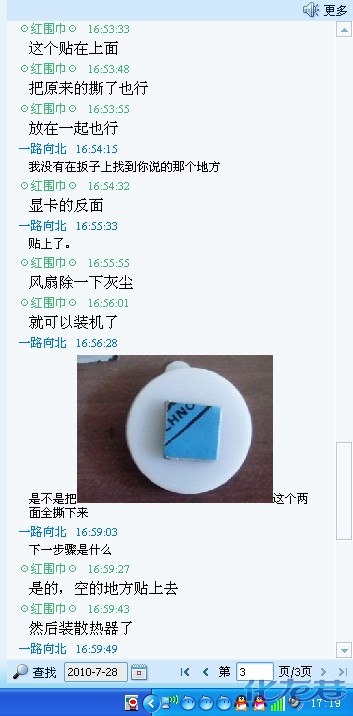 更多
⊙红围巾⊙ 16:53:33
这个贴在上面
⊙红围巾⊙ 16:53:48
把原来的撕了也行
⊙红围巾⊙ 16:53:55
放在一起也行
一路向北 16:54:15
我没有在扳子上找到你说的那个地方
⊙红围巾⊙ 16:54:32
显卡的反面
一路向北 16:55:33
贴上了。
⊙红围巾⊙ 16:55:55
风扇除一下灰尘
⊙红围巾⊙ 16:56:01
就可以装机了
一路向北 16:56:28
CHNO
是不是把这个两
面全撕下来
一路向北 16:59:03
下一步骤是什么
⊙红围巾⊙ 16:59:27
是的，空的地方贴上去
⊙红围巾⊙ 16:59:43
然后装散热器了
一路向北 16:59:49
查找 2010-7-28 第 3 页/3页
17:19
化龙巷